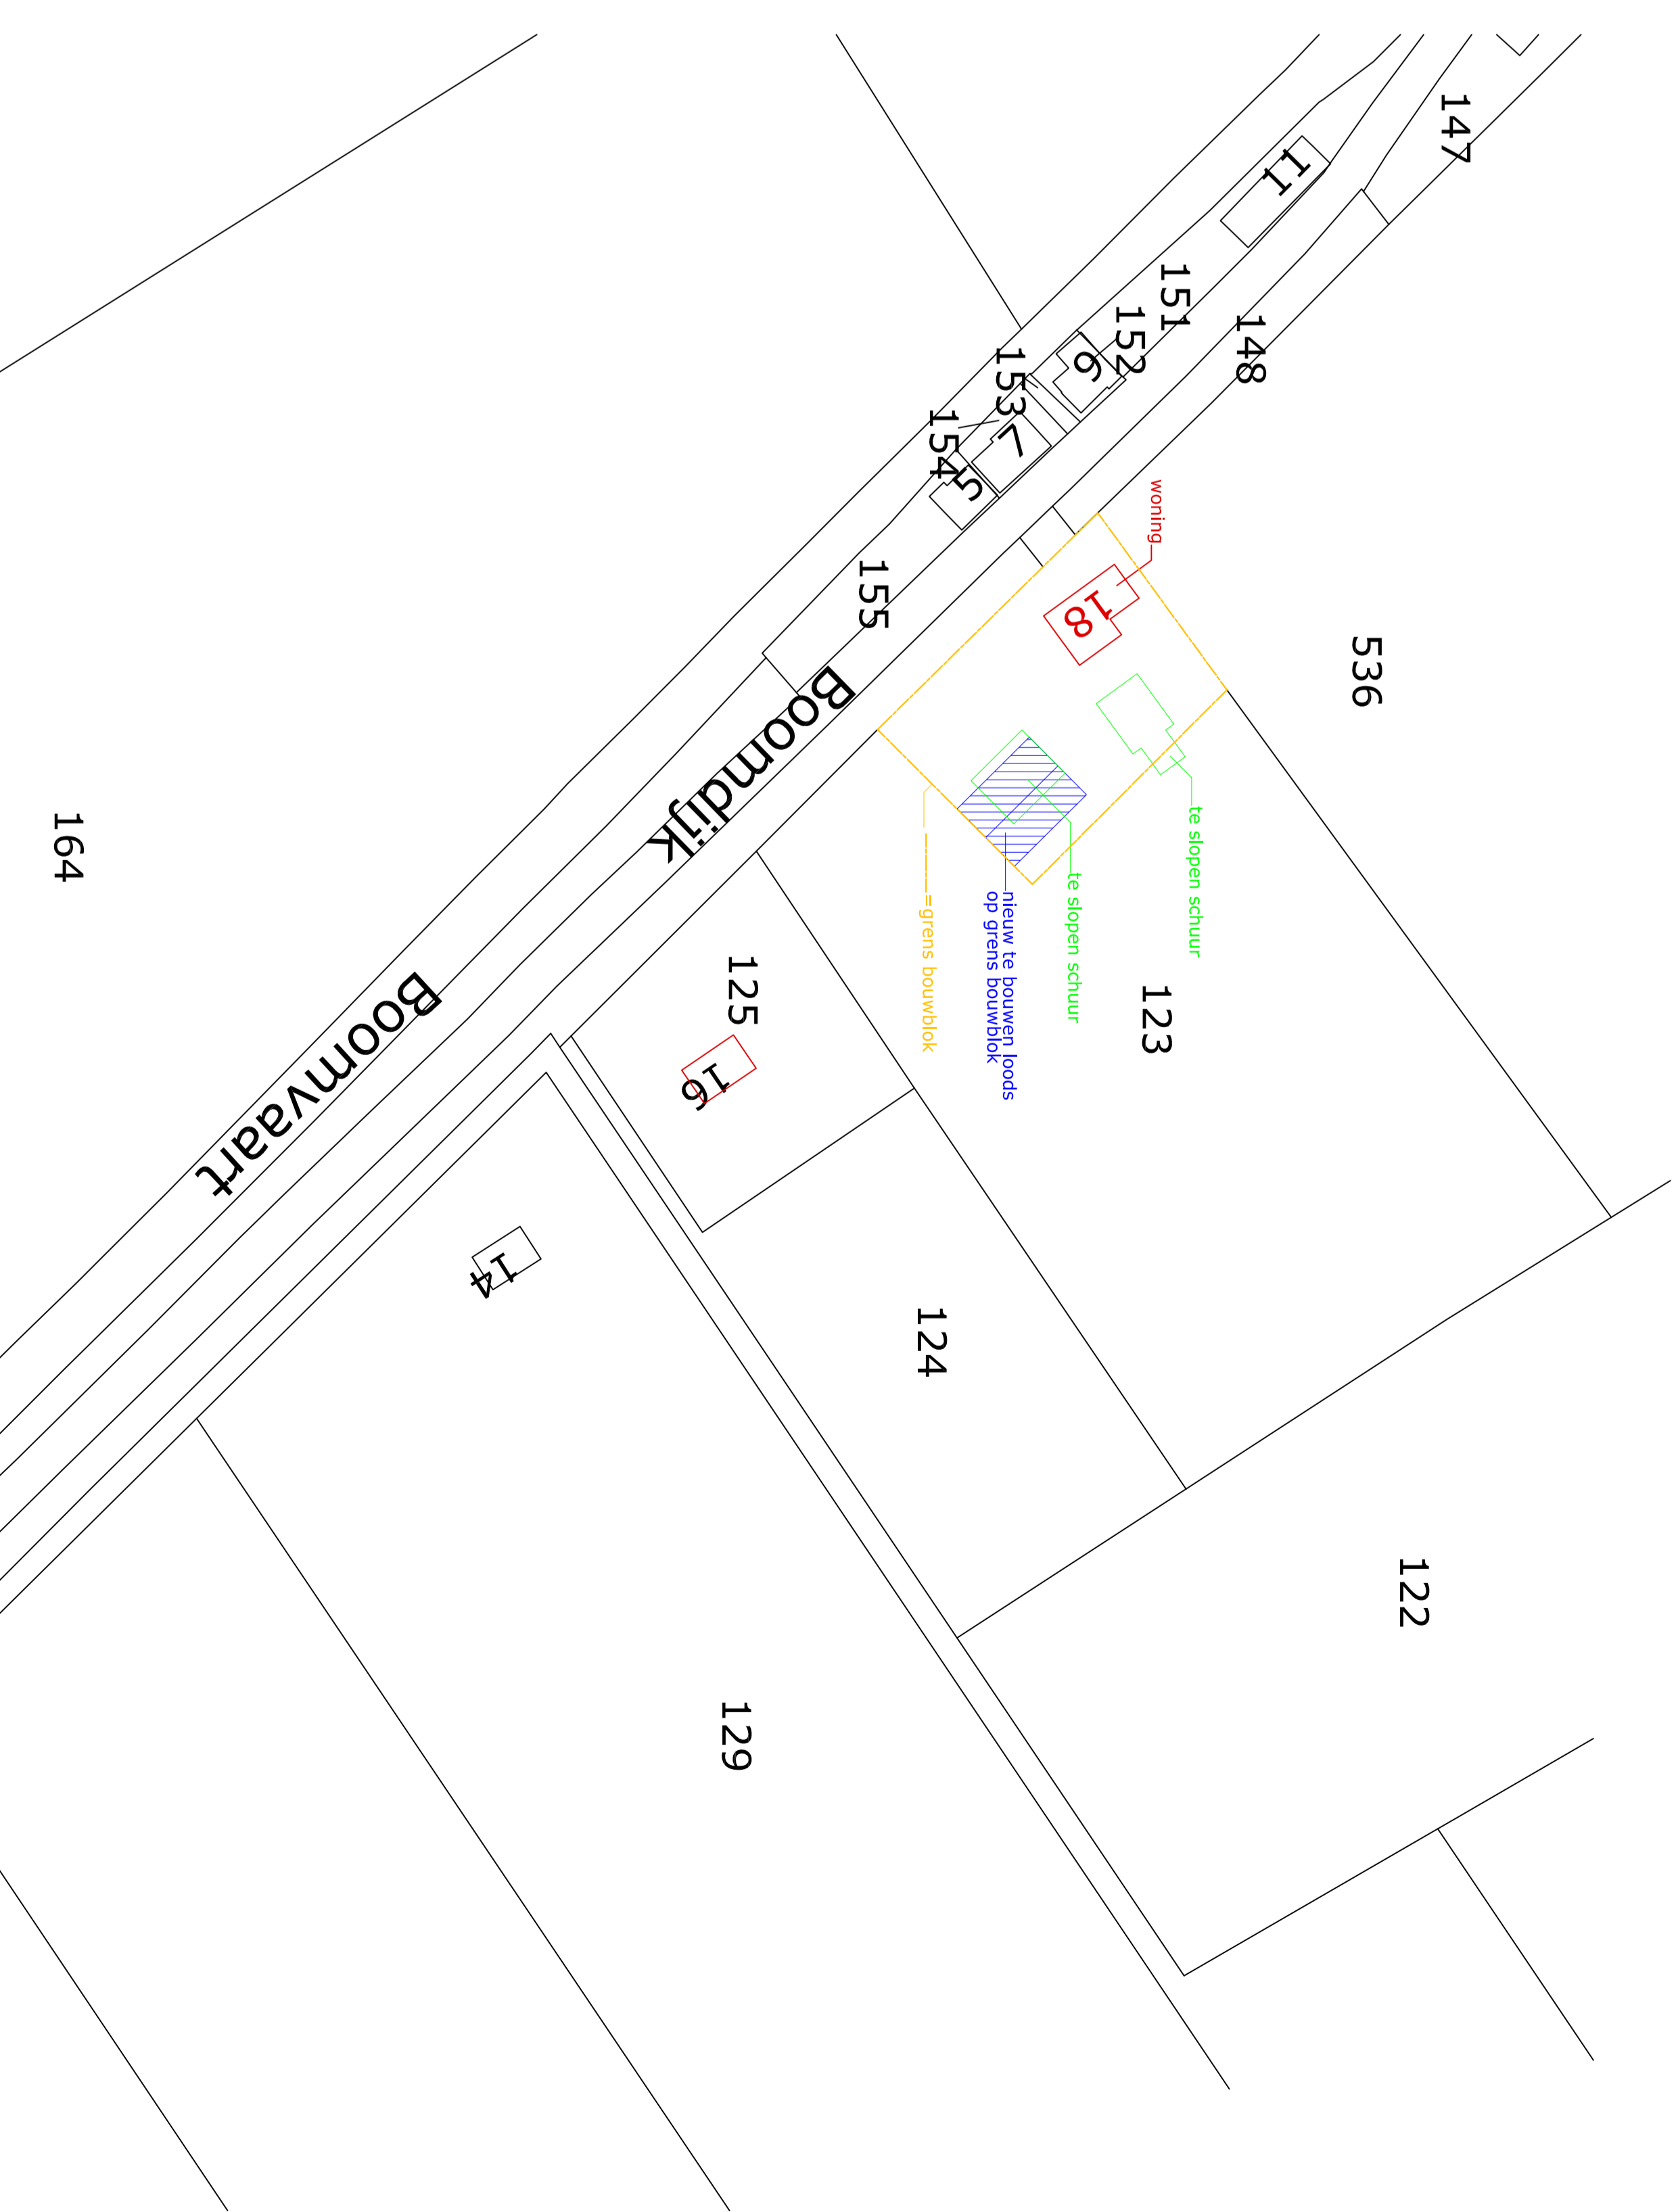 147
11
151
152
148
9
153
7
154
5
woning
18
155
536
Boomdijk
te slopen schuur
te slopen schuur
nieuw te bouwen loods
op grens bouwblok
=grens bouwblok
164
123
125
16
Boomvaart
14
124
122
129